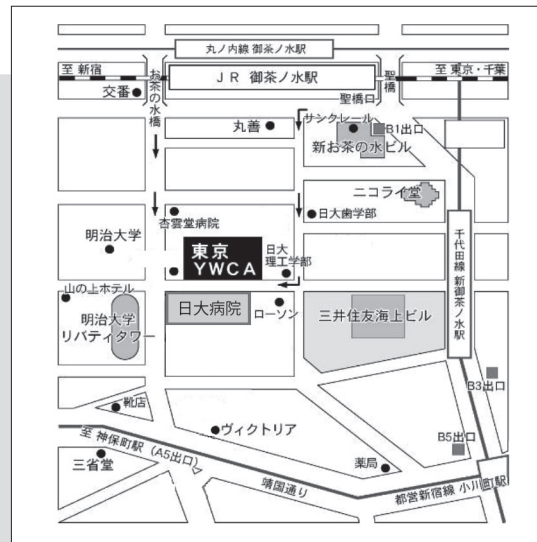 丸ノ内線 御茶ノ水駅
至 新宿
お茶の水橋
JR 御茶ノ水駅
聖橋
至 東京・千葉
交番
聖橋口
丸善
サンクレール
B1出口
新お茶の水ビル
ニコライ堂
杏雲堂病院
日大歯学部
明治大学
東京
YWCA
日大
理工学部
千代田線 新御茶ノ水駅
山の上ホテル
明治大学
リバティタワー
日大病院
ローソン
三井住友海上ビル
B3出口
靴店
ヴィクトリア
B5出口
至 神保町駅 (A5出口)
三省堂
薬局
靖国通り
都営新宿線 小川町駅